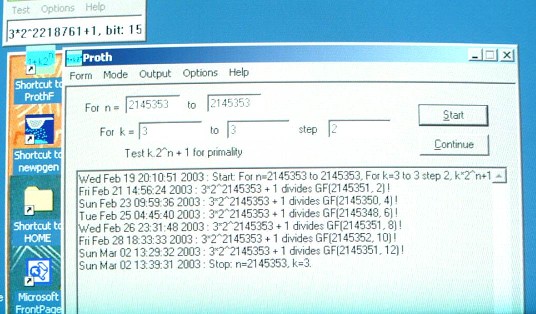 Test Options Help
3*2^2218761+1, bit: 15
Proth
Form Mode Output Options Help
For n = 2145353 to 2145353
For k = 3 to 3 step 2
Test k.2^n + 1 for primality
Start
Continue
Wed Feb 19 20:10:51 2003 : Start: For n=2145353 to 2145353, For k=3 to 3 step 2, k*2^n+1
Fri Feb 21 14:56:24 2003 : 3*2^2145353 + 1 divides GF(2145351, 2) !
Sun Feb 23 09:59:36 2003 : 3*2^2145353 + 1 divides GF(2145350, 4) !
Tue Feb 25 04:45:40 2003 : 3*2^2145353 + 1 divides GF(2145348, 6) !
Wed Feb 26 23:31:48 2003 : 3*2^2145353 + 1 divides GF(2145351, 8) !
Fri Feb 28 18:33:33 2003 : 3*2^2145353 + 1 divides GF(2145352, 10) !
Sun Mar 02 13:29:32 2003 : 3*2^2145353 + 1 divides GF(2145351, 12) !
Sun Mar 02 13:39:31 2003 : Stop: n=2145353, k=3.
Shortcut to
ProthF
Shortcut to
newpgen
Shortcut to
HOME
Microsoft
FrontPage